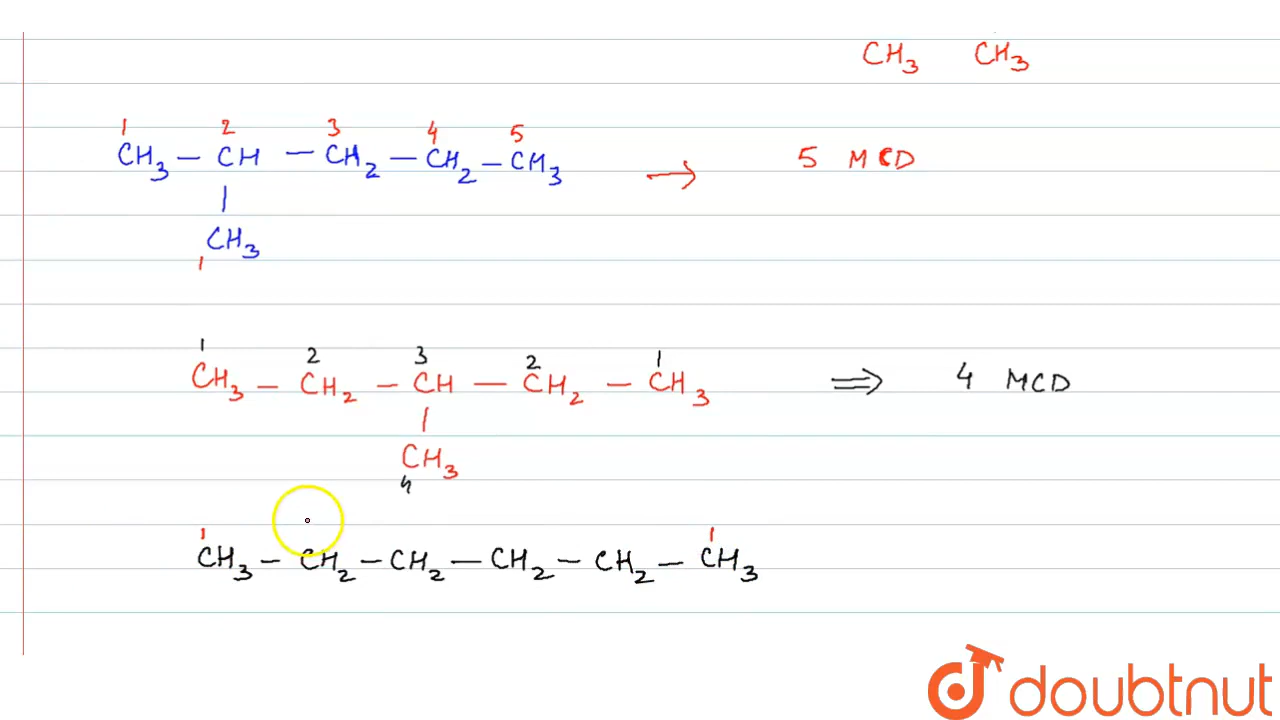 CH3 CH3
1 2 3 4 5
CH3 — CH — CH2 — CH2 — CH3 → 5 MCD
|
CH3
1
1 2 3 2 1
CH3 — CH2 — CH — CH2 — CH3 ⇒ 4 MCD
|
CH3
4
1 1
CH3 — CH2 — CH2 — CH2 — CH2 — CH3
doubtnut